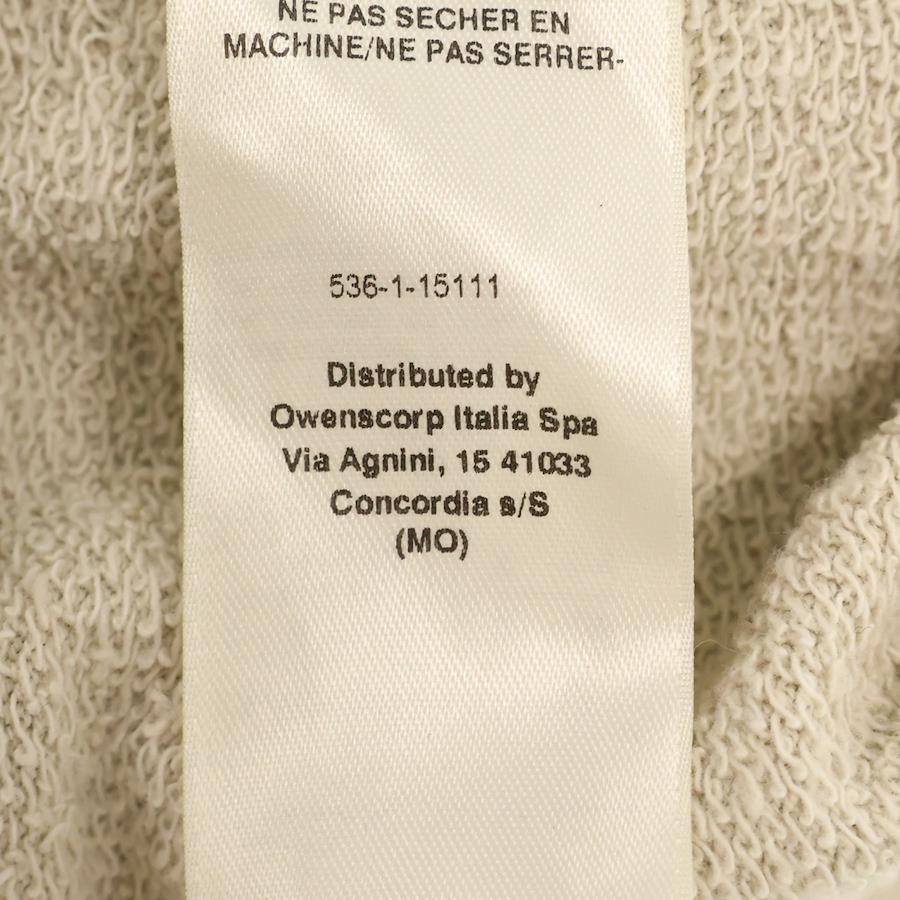 NE PAS SECHER EN
MACHINE/NE PAS SERRER-
536-1-15111
Distributed by
Owenscorp Italia Spa
Via Agnini, 15 41033
Concordia s/S
(MO)